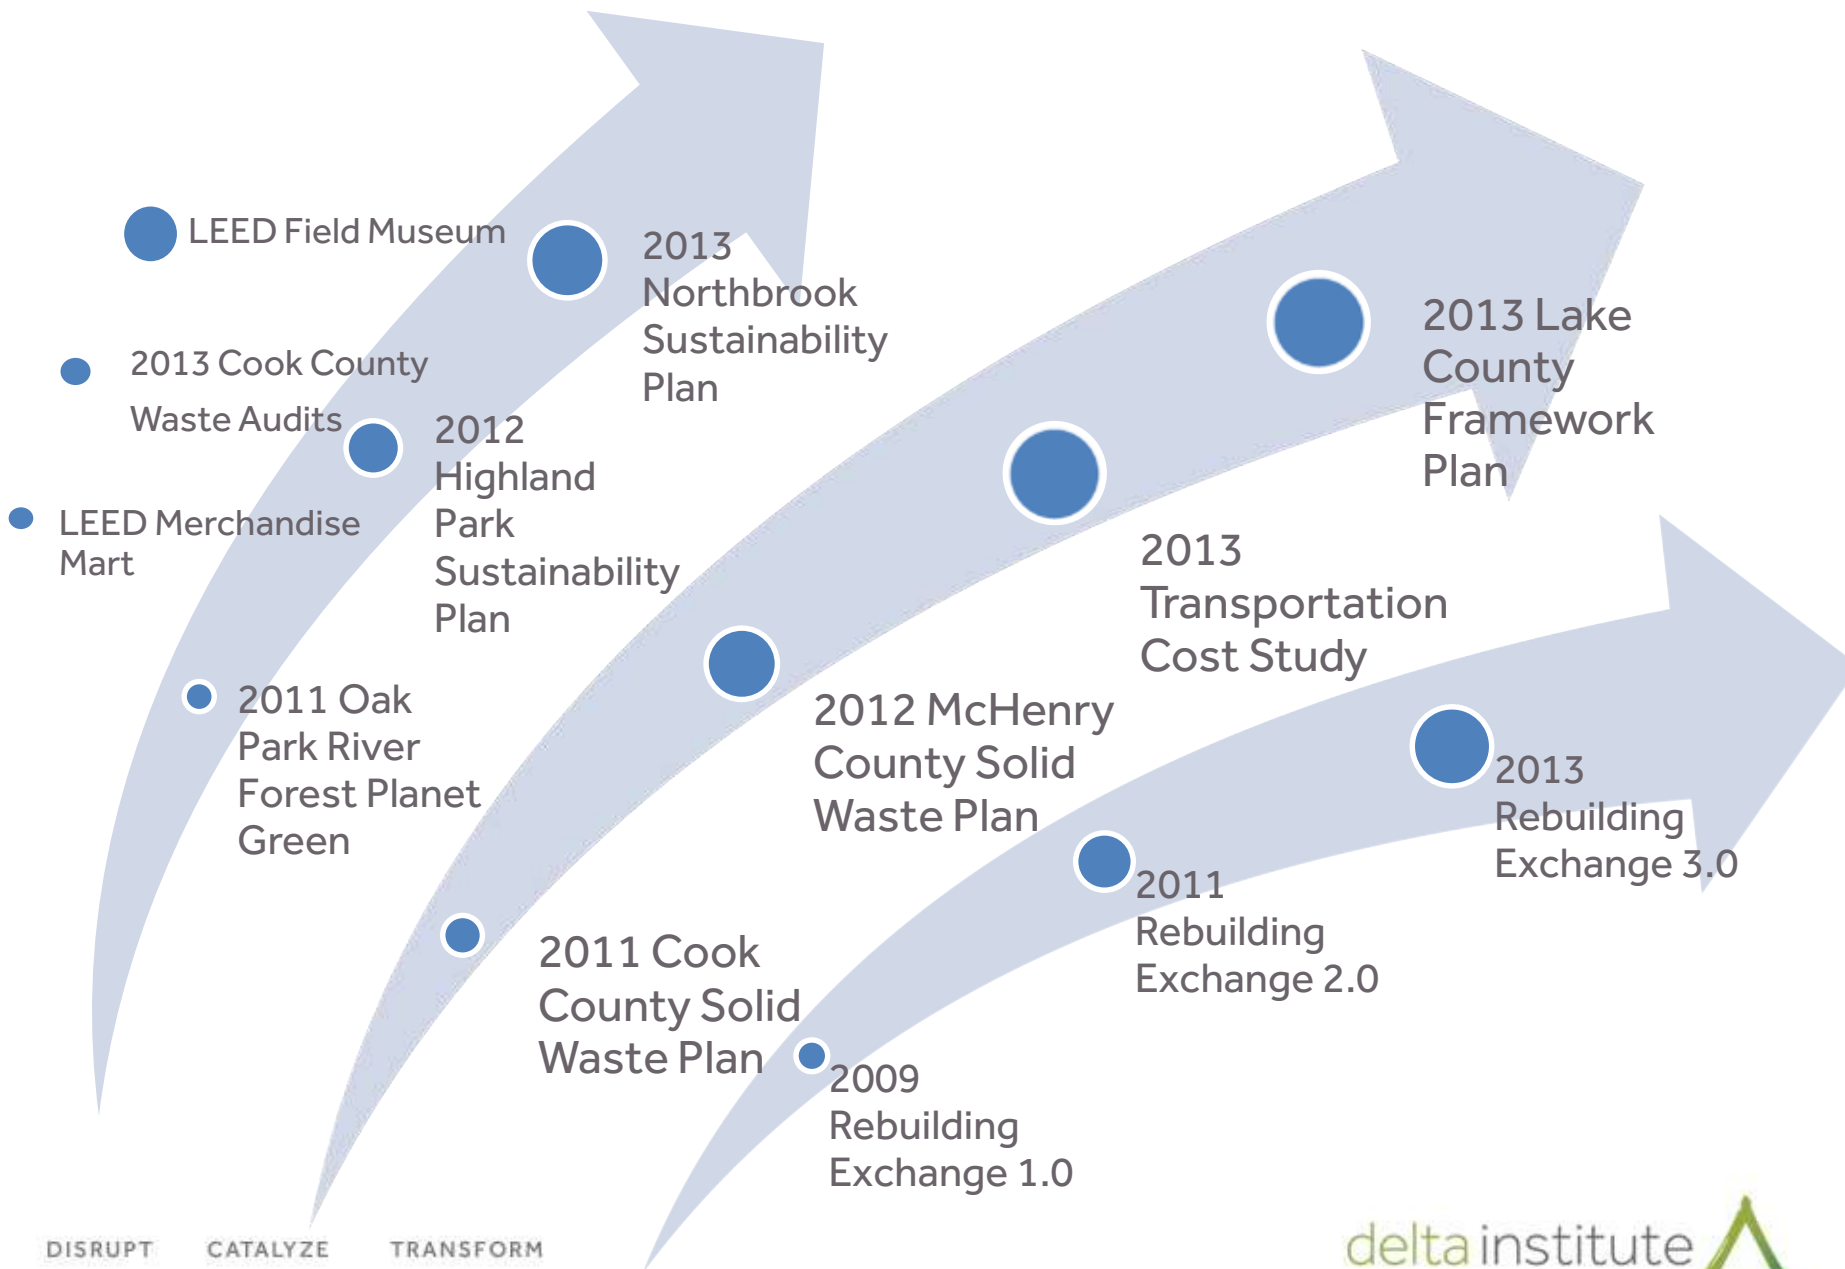 LEED Field Museum
2013 Cook County
Waste Audits
LEED Merchandise
Mart
2013
Northbrook
Sustainability
Plan
2012
Highland
Park
Sustainability
Plan
2011 Oak
Park River
Forest Planet
Green
2013 Lake
County
Framework
Plan
2013
Transportation
Cost Study
2012 McHenry
County Solid
Waste Plan
2011 Cook
County Solid
Waste Plan
2013
Rebuilding
Exchange 3.0
2011
Rebuilding
Exchange 2.0
2009
Rebuilding
Exchange 1.0
DISRUPT CATALYZE TRANSFORM
delta institute